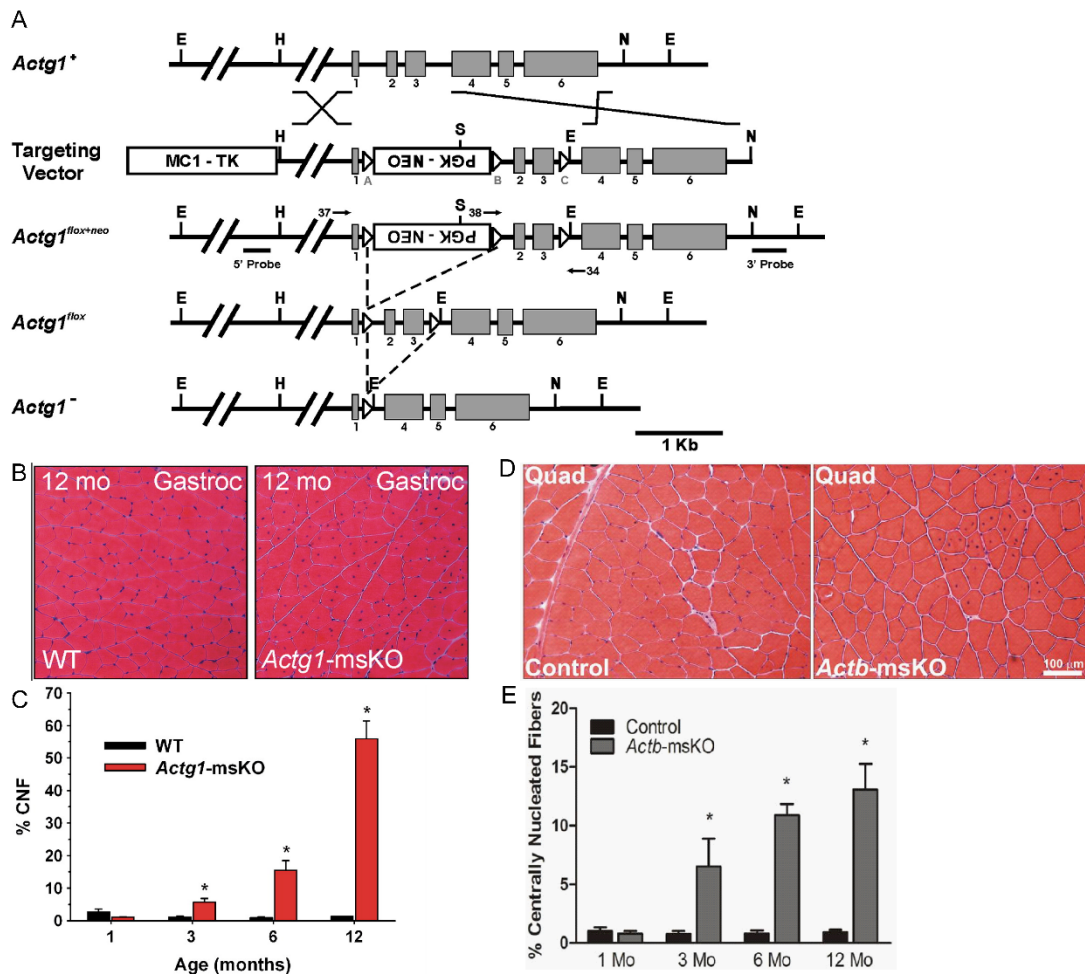 A
E H N E
Actg1+
1 2 3 4 5 6
H S E N
Targeting
Vector
MC1 - TK
PGK - NEO
1 A B 2 3 C 4 5 6
E H 37 S 38 E N E
Actg1flox+neo
PGK - NEO
5' Probe 1 2 3 34 4 5 6 3' Probe
E H E N E
Actg1flox
1 2 3 4 5 6
E H E N E
Actg1-
1 4 5 6
1 Kb
B
12 mo Gastroc
WT
12 mo Gastroc
Actg1-msKO
C
70
60
50
40
30
20
10
0
% CNF
WT
Actg1-msKO
* * *
1 3 6 12
Age (months)
D
Quad
Control
Quad
Actb-msKO
100 µm
E
20
15
10
5
0
% Centrally Nucleated Fibers
Control
Actb-msKO
* * *
1 Mo 3 Mo 6 Mo 12 Mo